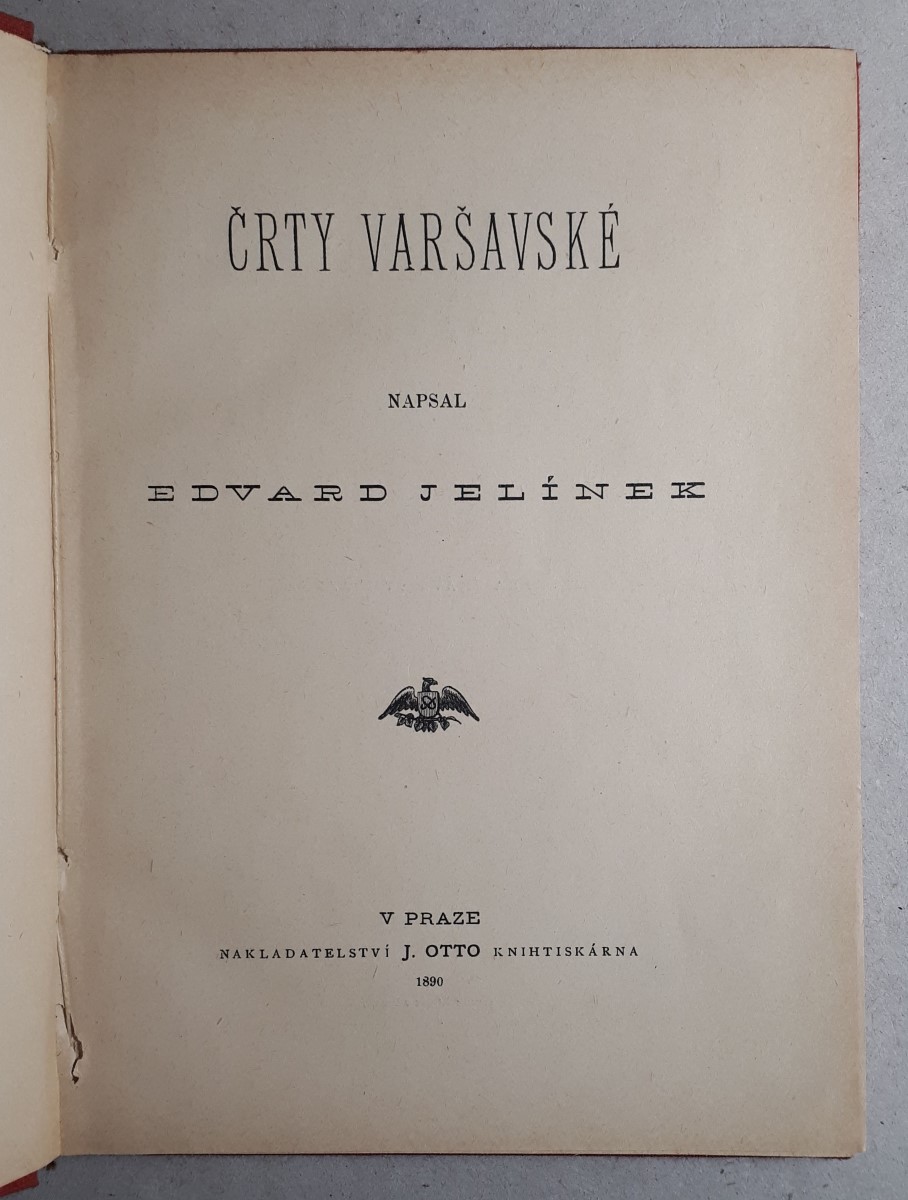 ČRTY VARŠAVSKÉ
NAPSAL
EDVARD JELÍNEK
V PRAZE
NAKLADATELSTVÍ J. OTTO KNIHTISKÁRNA
1890